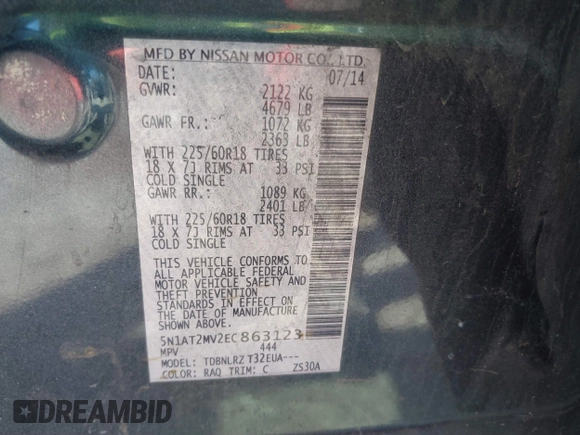 MFD BY NISSAN MOTOR CO., LTD.
DATE: 07/14
GVWR: 2122 KG
4679 LB
GAWR FR.: 1072 KG
2363 LB
WITH 225/60R18 TIRES
18 X 7J RIMS AT 33 PSI
COLD SINGLE
GAWR RR.: 1089 KG
2401 LB
WITH 225/60R18 TIRES
18 X 7J RIMS AT 33 PSI
COLD SINGLE
THIS VEHICLE CONFORMS TO
ALL APPLICABLE FEDERAL
MOTOR VEHICLE SAFETY AND
THEFT PREVENTION
STANDARDS IN EFFECT ON
THE DATE OF MANUFACTURE
SHOWN ABOVE.
5N1AT2MV2EC863123
MPV 444
MODEL: TDBNLRZ T32EUA---
COLOR: RAQ TRIM: C ZS30A
DREAMBID